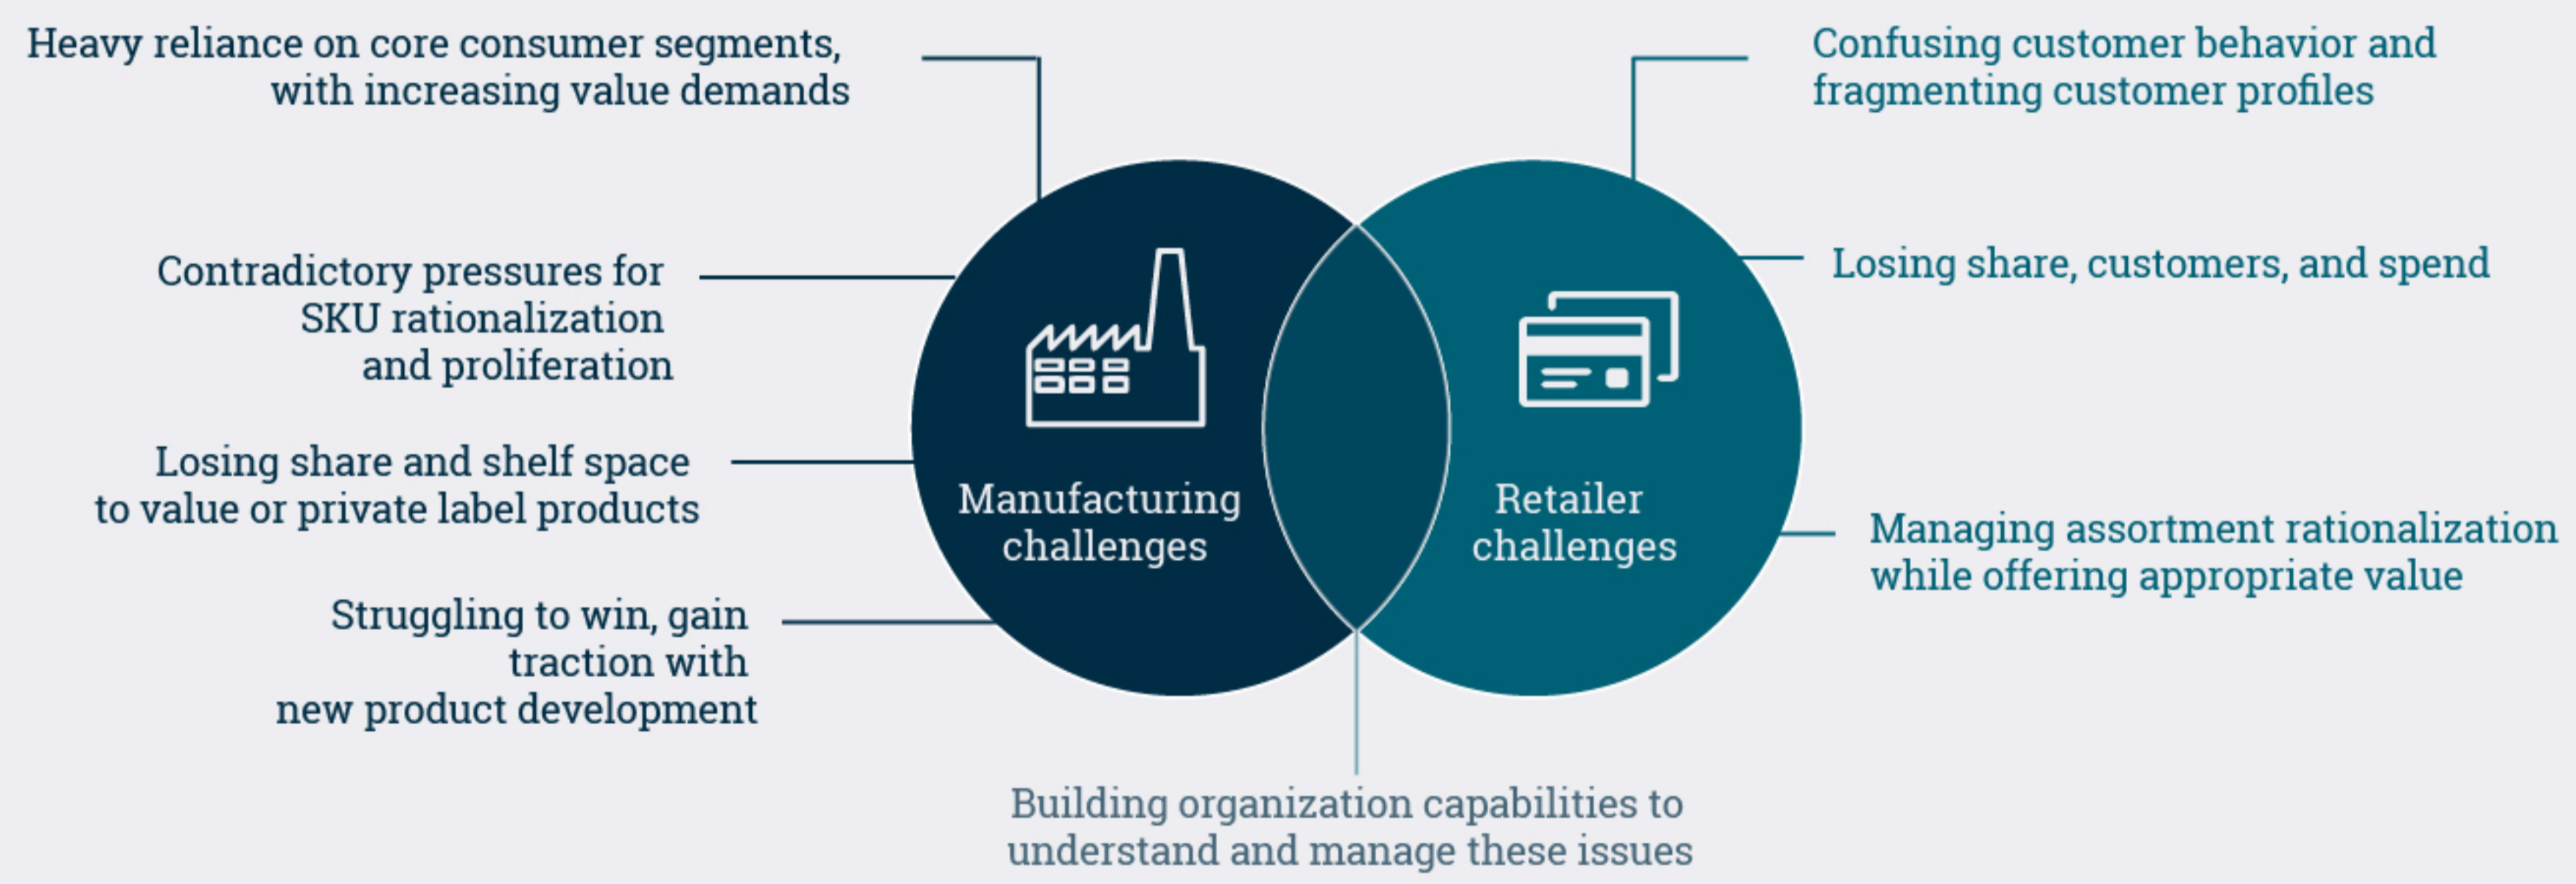 Heavy reliance on core consumer segments,
with increasing value demands
Contradictory pressures for
SKU rationalization
and proliferation
Losing share and shelf space
to value or private label products
Struggling to win, gain
traction with
new product development
Manufacturing
challenges
Retailer
challenges
Confusing customer behavior and
fragmenting customer profiles
Losing share, customers, and spend
Managing assortment rationalization
while offering appropriate value
Building organization capabilities to
understand and manage these issues